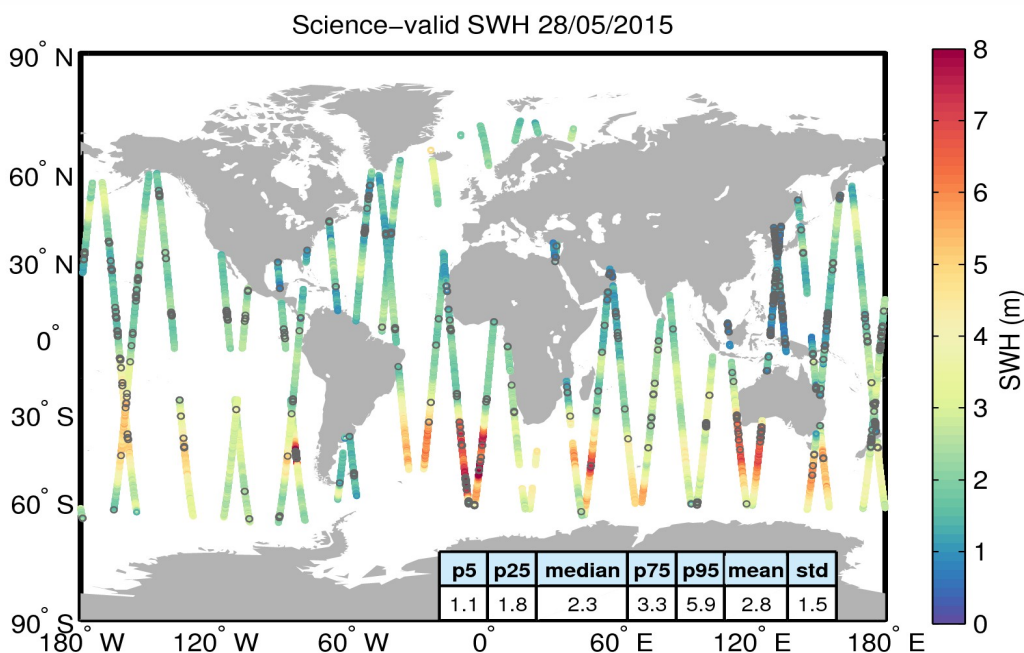 Science−valid SWH 28/05/2015
90° N
60° N
30° N
0°
30° S
60° S
90° S
180° W
120° W
60° W
0°
60° E
120° E
180° E
p5 p25 median p75 p95 mean std
1.1 1.8 2.3 3.3 5.9 2.8 1.5
8
7
6
5
4
3
2
1
0
SWH (m)